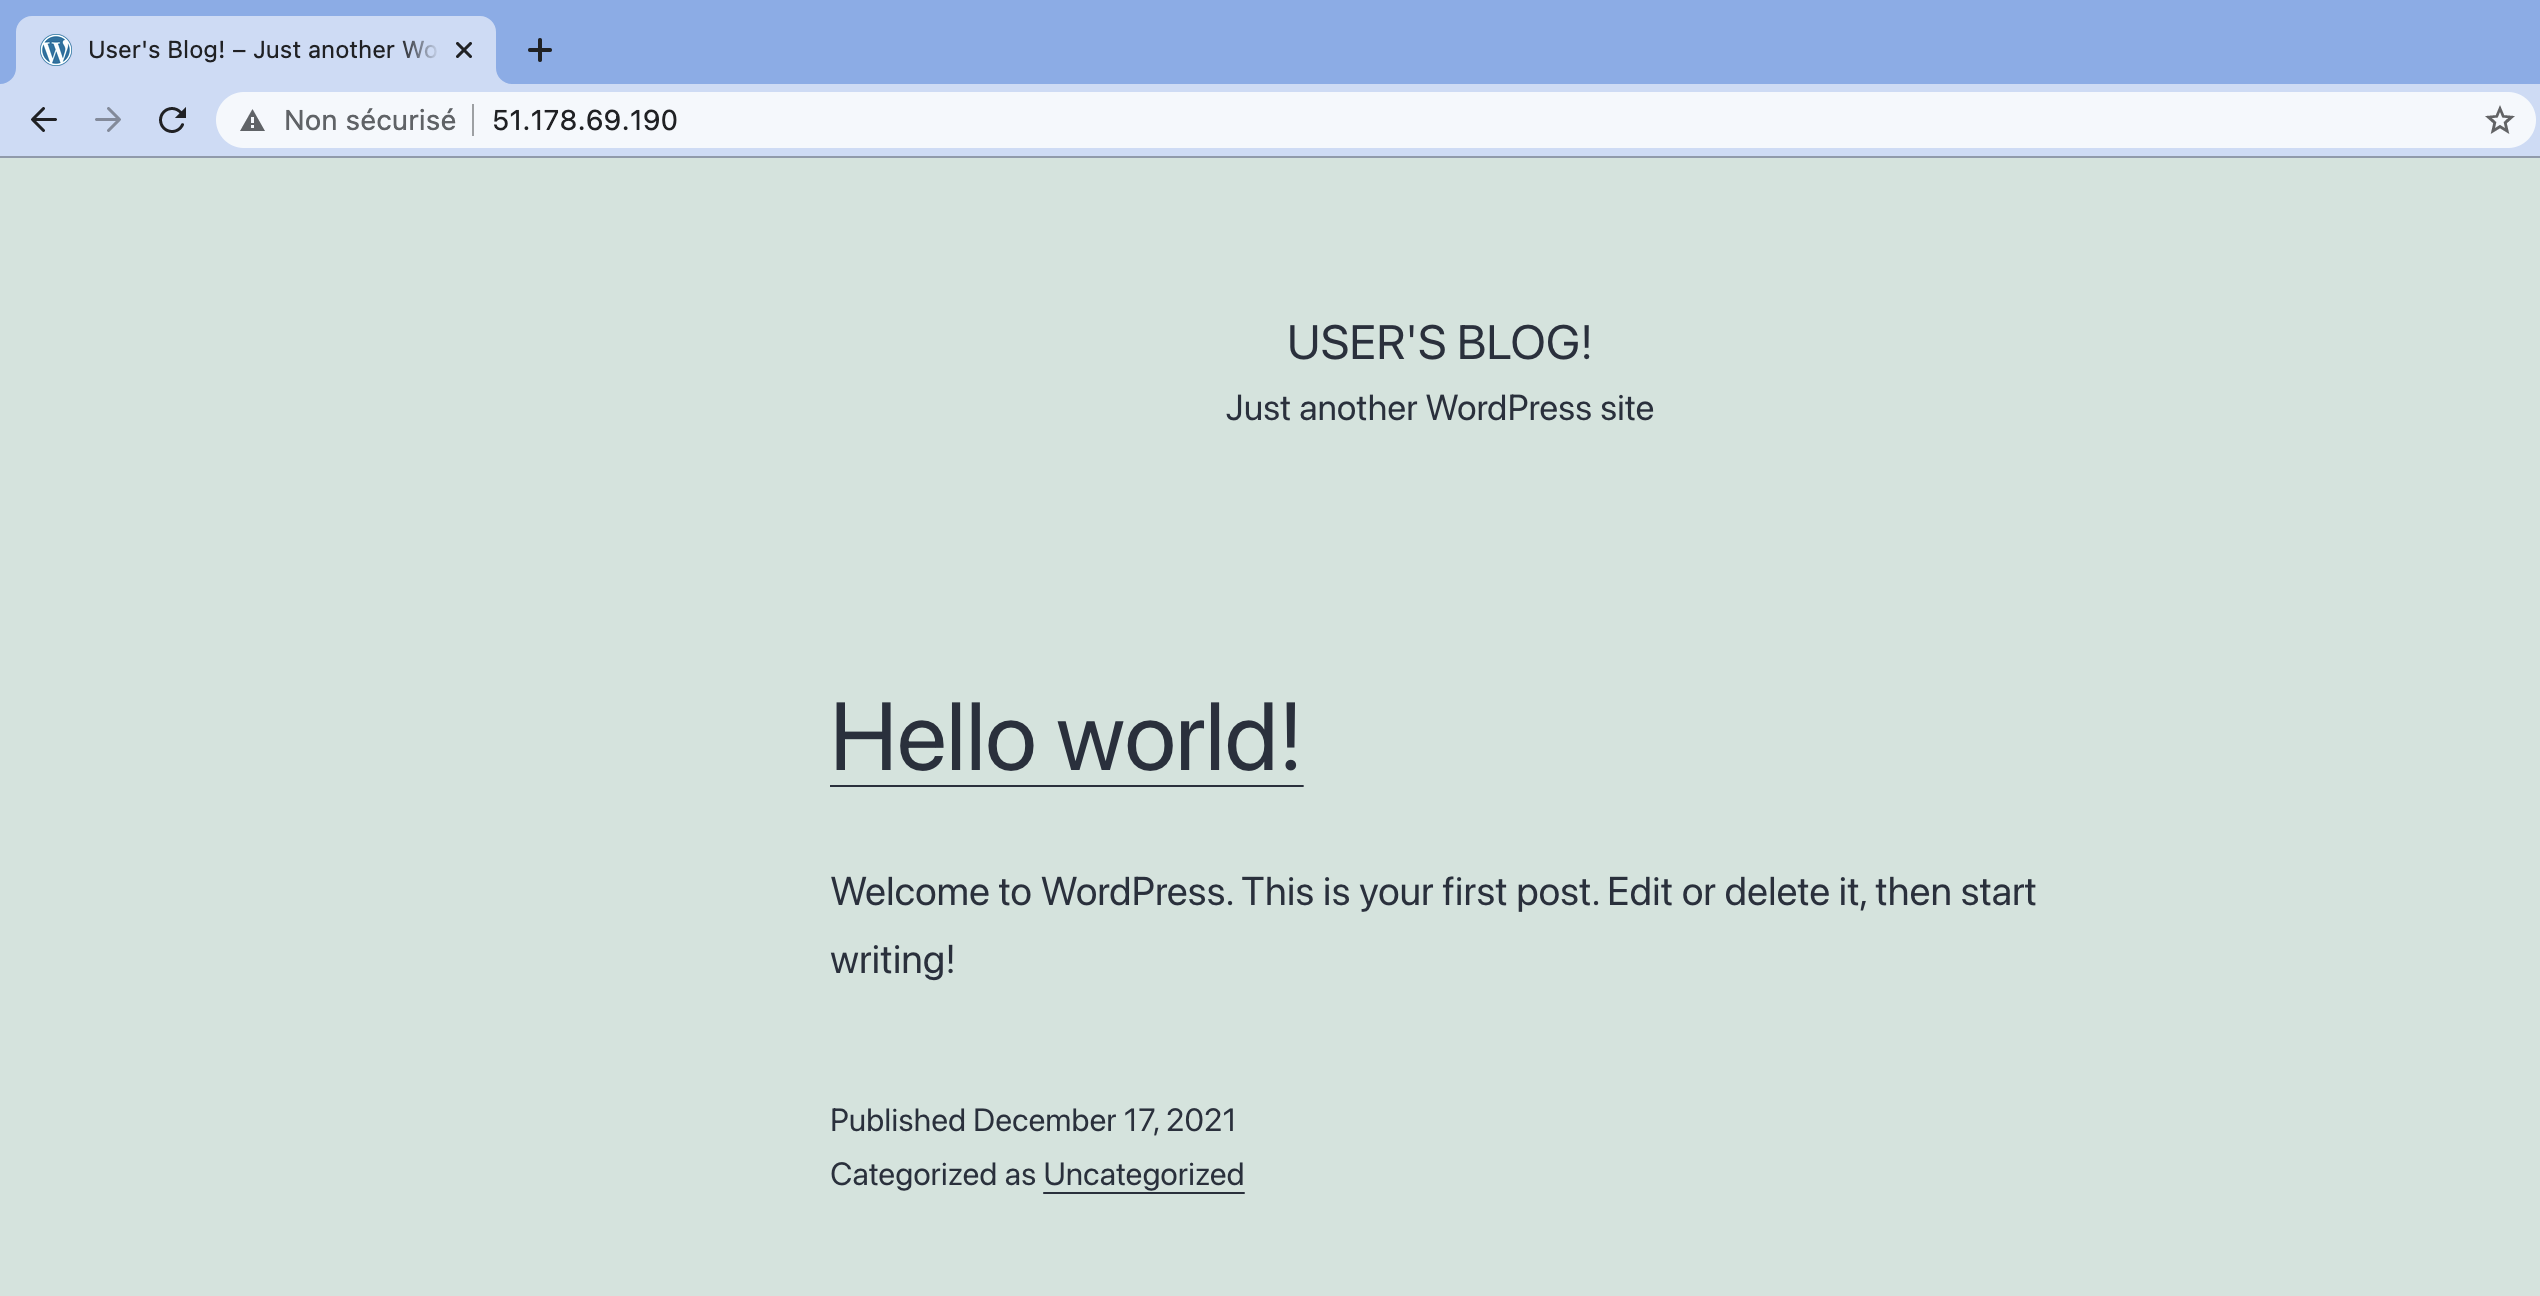 User's Blog! – Just another Wo
Non sécurisé 51.178.69.190
USER'S BLOG!
Just another WordPress site
Hello world!
Welcome to WordPress. This is your first post. Edit or delete it, then start
writing!
Published December 17, 2021
Categorized as Uncategorized